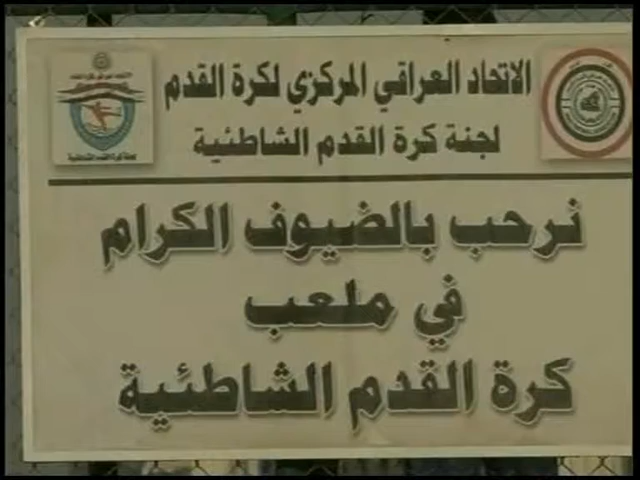 الاتحاد العراقي المركزي لكرة القدم
لجنة كرة القدم الشاطئية
نرحب بالضيوف الكرام
في ملعب
كرة القدم الشاطئية